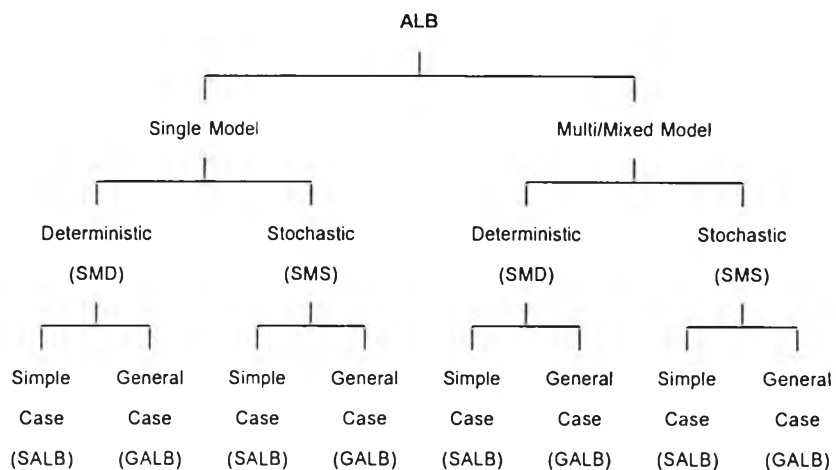 ALB
Single Model Multi/Mixed Model
Deterministic Stochastic Deterministic Stochastic
(SMD) (SMS) (SMD) (SMS)
Simple General Simple General Simple General Simple General
Case Case Case Case Case Case Case Case
(SALB) (GALB) (SALB) (GALB) (SALB) (GALB) (SALB) (GALB)